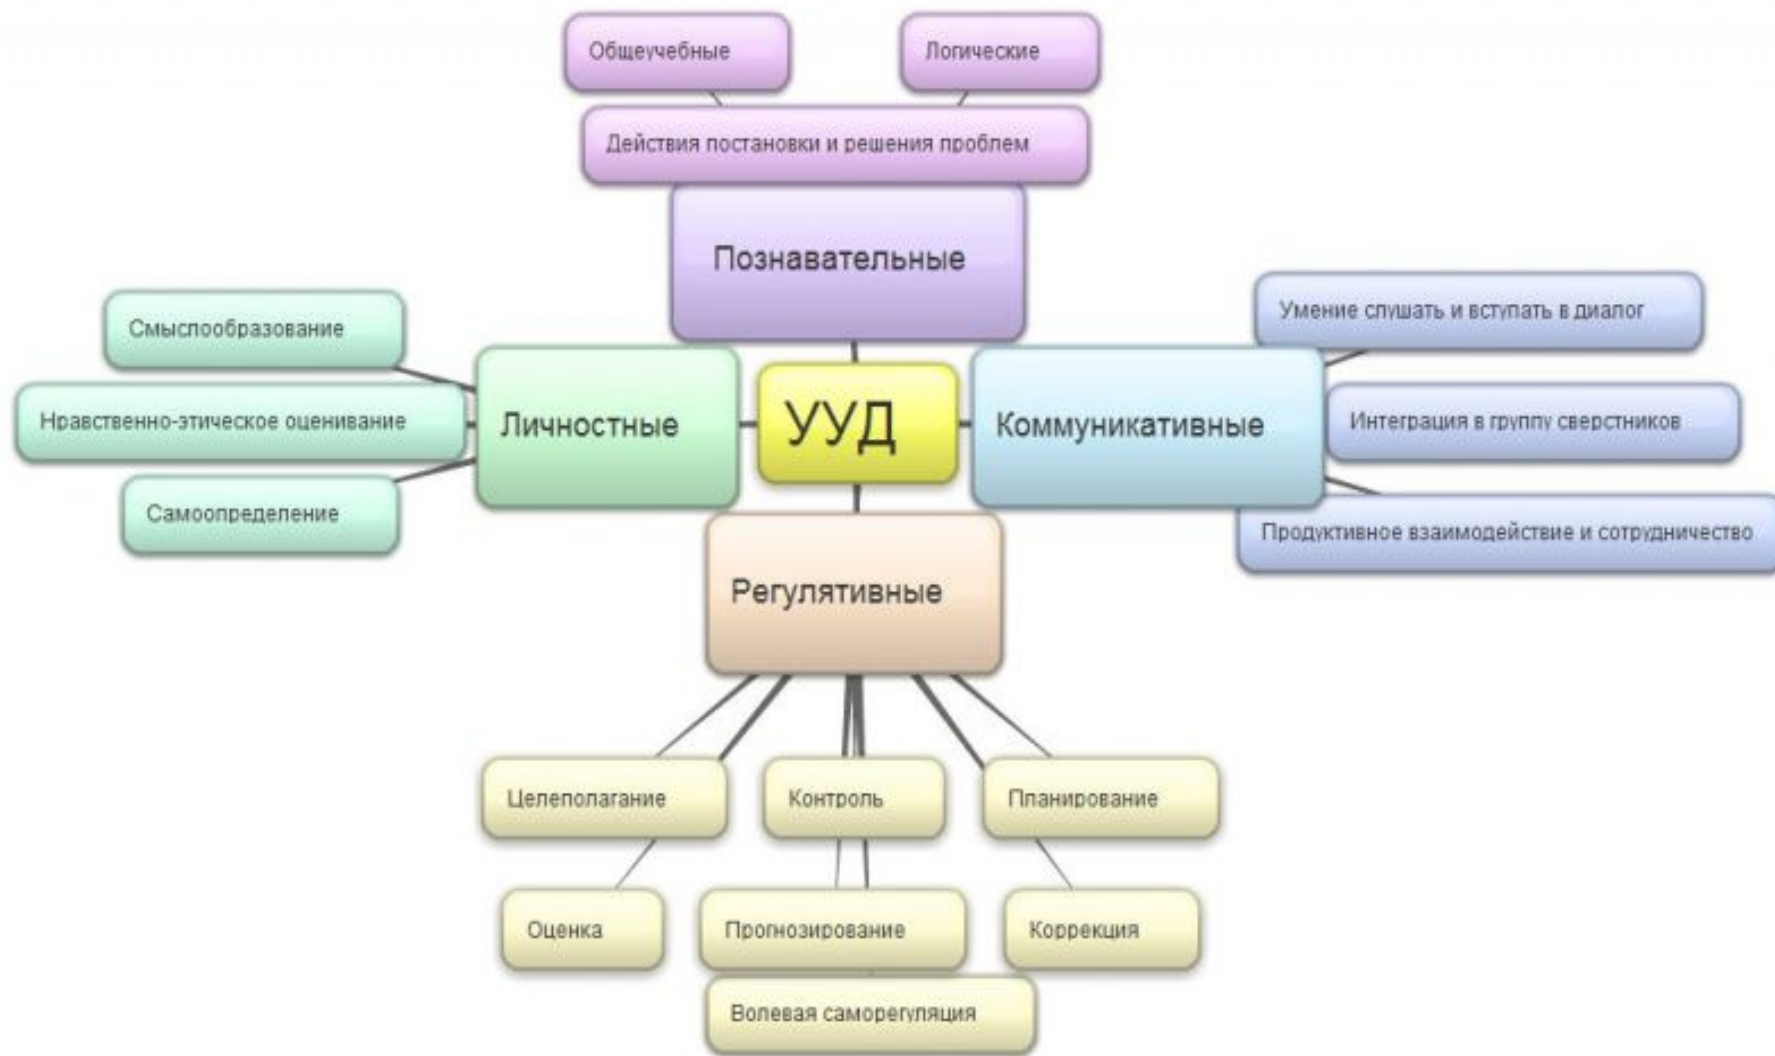 Общеучебные
Логические
Действия постановки и решения проблем
Познавательные
Смыслообразование
Нравственно-этическое оценивание
Самоопределение
Личностные
УУД
Коммуникативные
Умение слушать и вступать в диалог
Интеграция в группу сверстников
Продуктивное взаимодействие и сотрудничество
Регулятивные
Целеполагание
Контроль
Планирование
Оценка
Прогнозирование
Коррекция
Волевая саморегуляция